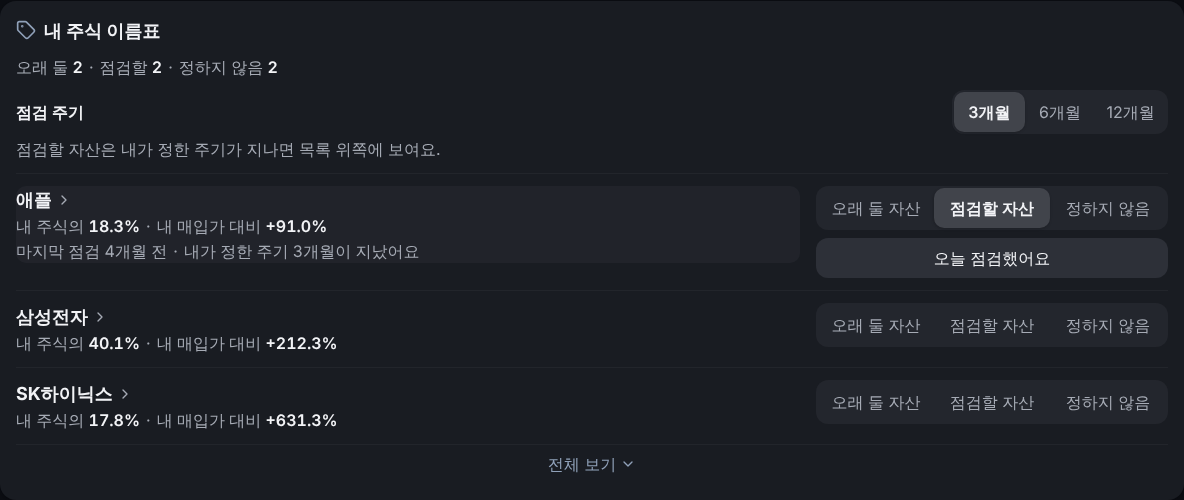 내 주식 이름표
오래 둘 2 · 점검할 2 · 정하지 않음 2
점검 주기
3개월 6개월 12개월
점검할 자산은 내가 정한 주기가 지나면 목록 위쪽에 보여요.
애플
내 주식의 18.3% · 내 매입가 대비 +91.0%
마지막 점검 4개월 전 · 내가 정한 주기 3개월이 지났어요
오래 둘 자산 점검할 자산 정하지 않음
오늘 점검했어요
삼성전자
내 주식의 40.1% · 내 매입가 대비 +212.3%
오래 둘 자산 점검할 자산 정하지 않음
SK하이닉스
내 주식의 17.8% · 내 매입가 대비 +631.3%
오래 둘 자산 점검할 자산 정하지 않음
전체 보기